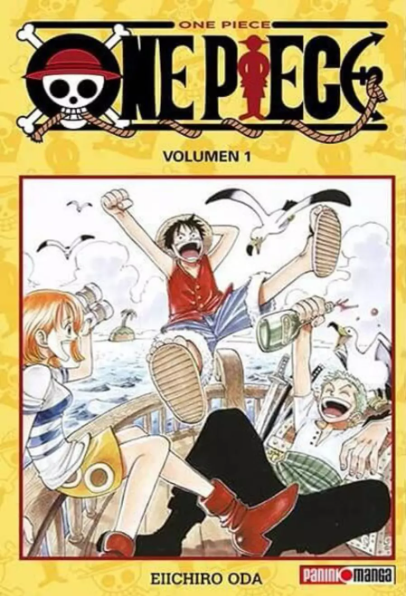 ONE PIECE
ONE PIECE
VOLUMEN 1
EIICHIRO ODA
PANINI manga